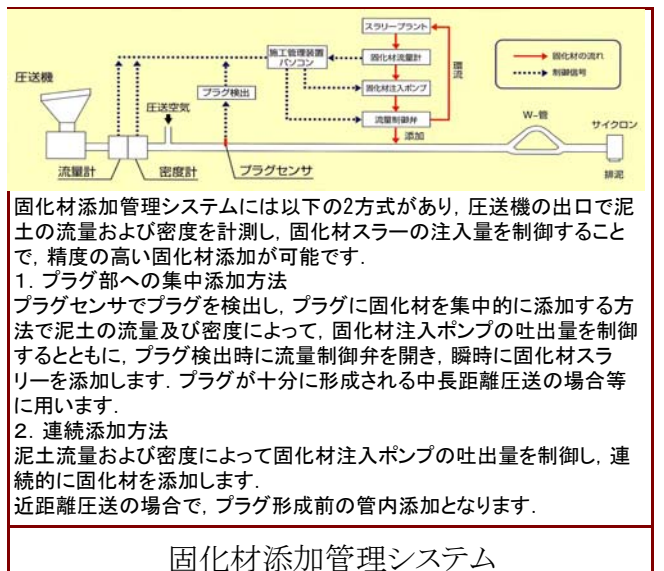 スラリープラント
施工管理装置
パソコン
固化材流量計
環流
固化材の流れ
制御信号
圧送機
プラグ検出
固化材注入ポンプ
圧送空気
流量制御弁
W-管
サイクロン
添加
流量計
密度計
プラグセンサ
排泥
固化材添加管理システムには以下の2方式があり, 圧送機の出口で泥
土の流量および密度を計測し, 固化材スラーの注入量を制御すること
で, 精度の高い固化材添加が可能です.
1. プラグ部への集中添加方法
プラグセンサでプラグを検出し, プラグに固化材を集中的に添加する方
法で泥土の流量及び密度によって, 固化材注入ポンプの吐出量を制御
するとともに, プラグ検出時に流量制御弁を開き, 瞬時に固化材スラ
リーを添加します. プラグが十分に形成される中長距離圧送の場合等
に用います.
2. 連続添加方法
泥土流量および密度によって固化材注入ポンプの吐出量を制御し, 連
続的に固化材を添加します.
近距離圧送の場合で, プラグ形成前の管内添加となります.
固化材添加管理システム